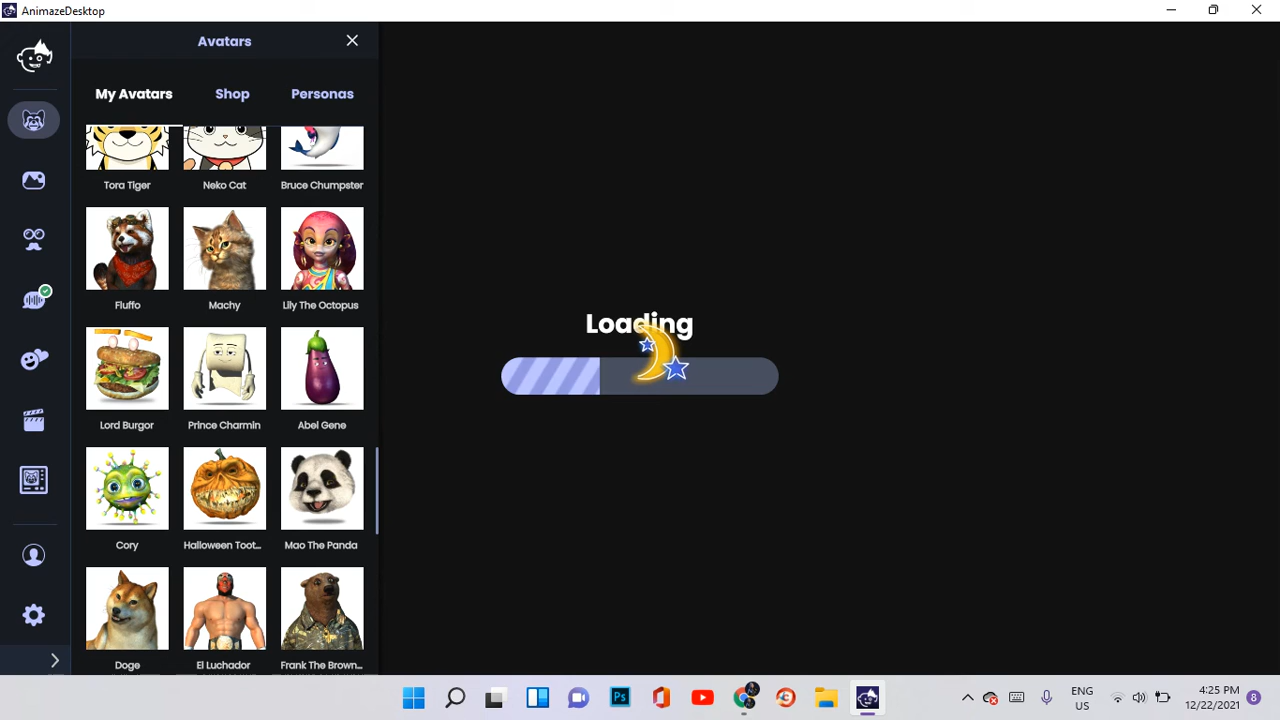 AnimazeDesktop
Avatars
My Avatars Shop Personas
Tora Tiger Neko Cat Bruce Chumpster
Fluffo Machy Lily The Octopus
Lord Burgor Prince Charmin Abel Gene
Cory Halloween Toot... Mao The Panda
Doge El Luchador Frank The Brown...
Loading
ENG
US
4:25 PM
12/22/2021
8
Ps